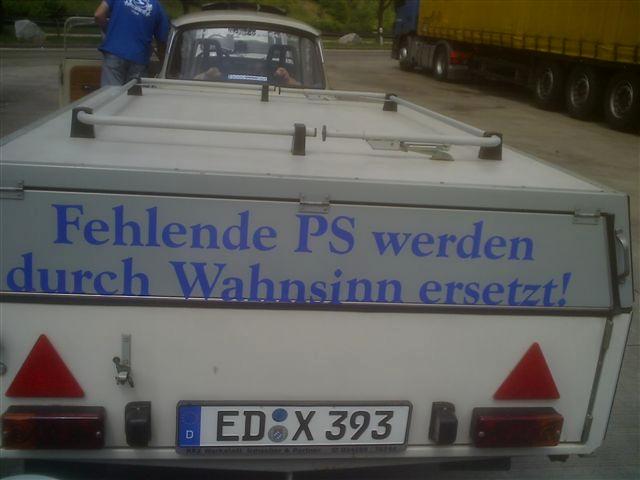 Fehlende PS werden
durch Wahnsinn ersetzt!
D ED X 393